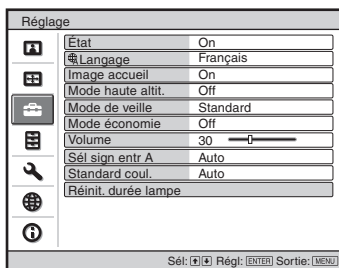 Réglage
État On
Langage Français
Image accueil On
Mode haute altit. Off
Mode de veille Standard
Mode économie Off
Volume 30
Sél sign entr A Auto
Standard coul. Auto
Réinit. durée lampe
Sél: Régl: ENTER Sortie: MENU